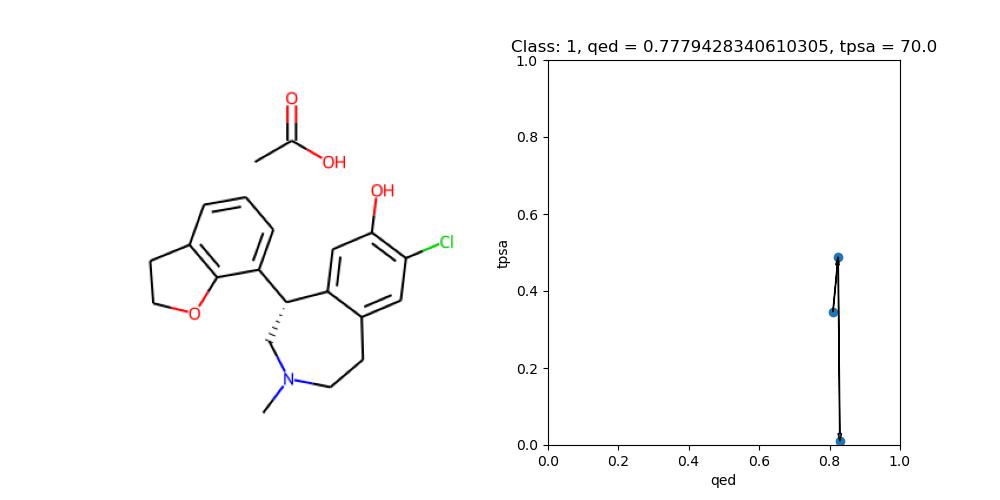 O
OH
OH
Cl
O
N
Class: 1, qed = 0.7779428340610305, tpsa = 70.0
1.0
0.8
0.6
0.4
0.2
0.0
tpsa
0.0 0.2 0.4 0.6 0.8 1.0
qed